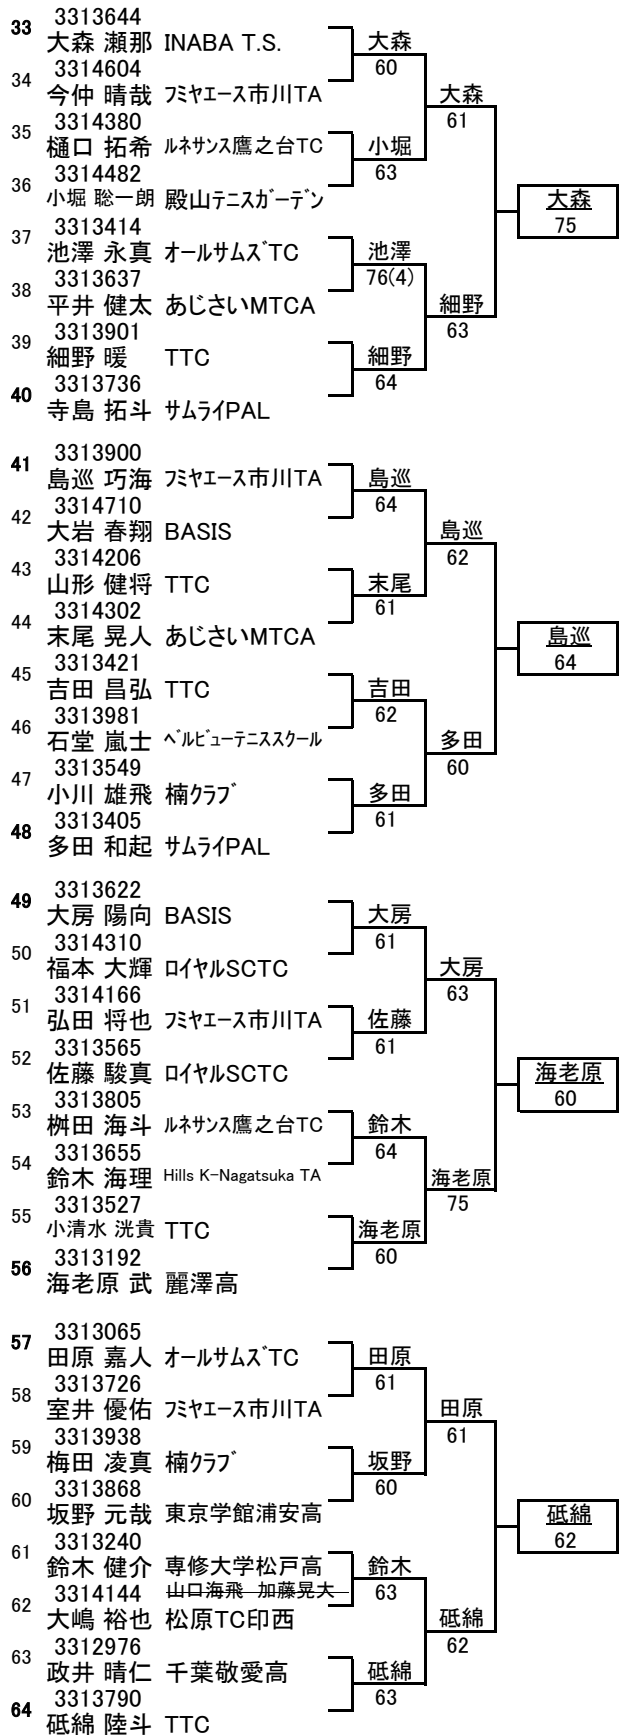 33 3313644
大森 瀬那 INABA T.S.
34 3314604
今仲 晴哉 フミヤエース市川TA
35 3314380
樋口 拓希 ルネサンス鷹之台TC
36 3314482
小堀 聡一朗 殿山テニスガーデン
37 3313414
池澤 永真 オールサムズTC
38 3313637
平井 健太 あじさいMTCA
39 3313901
細野 暖 TTC
40 3313736
寺島 拓斗 サムライPAL
大森
60
小堀
63
池澤
76(4)
細野
64
大森
61
細野
63
大森
75
41 3313900
島巡 巧海 フミヤエース市川TA
42 3314710
大岩 春翔 BASIS
43 3314206
山形 健将 TTC
44 3314302
末尾 晃人 あじさいMTCA
45 3313421
吉田 昌弘 TTC
46 3313981
石堂 嵐士 ベルビューテニススクール
47 3313549
小川 雄飛 楠クラブ
48 3313405
多田 和起 サムライPAL
島巡
64
末尾
61
吉田
62
多田
61
島巡
62
多田
60
島巡
64
49 3313622
大房 陽向 BASIS
50 3314310
福本 大輝 ロイヤルSCTC
51 3314166
弘田 将也 フミヤエース市川TA
52 3313565
佐藤 駿真 ロイヤルSCTC
53 3313805
桝田 海斗 ルネサンス鷹之台TC
54 3313655
鈴木 海理 Hills K-Nagatsuka TA
55 3313527
小清水 洸貴 TTC
56 3313192
海老原 武 麗澤高
大房
61
佐藤
61
鈴木
64
海老原
60
大房
63
海老原
75
海老原
60
57 3313065
田原 嘉人 オールサムズTC
58 3313726
室井 優佑 フミヤエース市川TA
59 3313938
梅田 凌真 楠クラブ
60 3313868
坂野 元哉 東京学館浦安高
61 3313240
鈴木 健介 専修大学松戸高
62 3314144 山口海飛 加藤晃大
大嶋 裕也 松原TC印西
63 3312976
政井 晴仁 千葉敬愛高
64 3313790
砥綿 陸斗 TTC
田原
61
坂野
60
鈴木
63
砥綿
63
田原
61
砥綿
62
砥綿
62